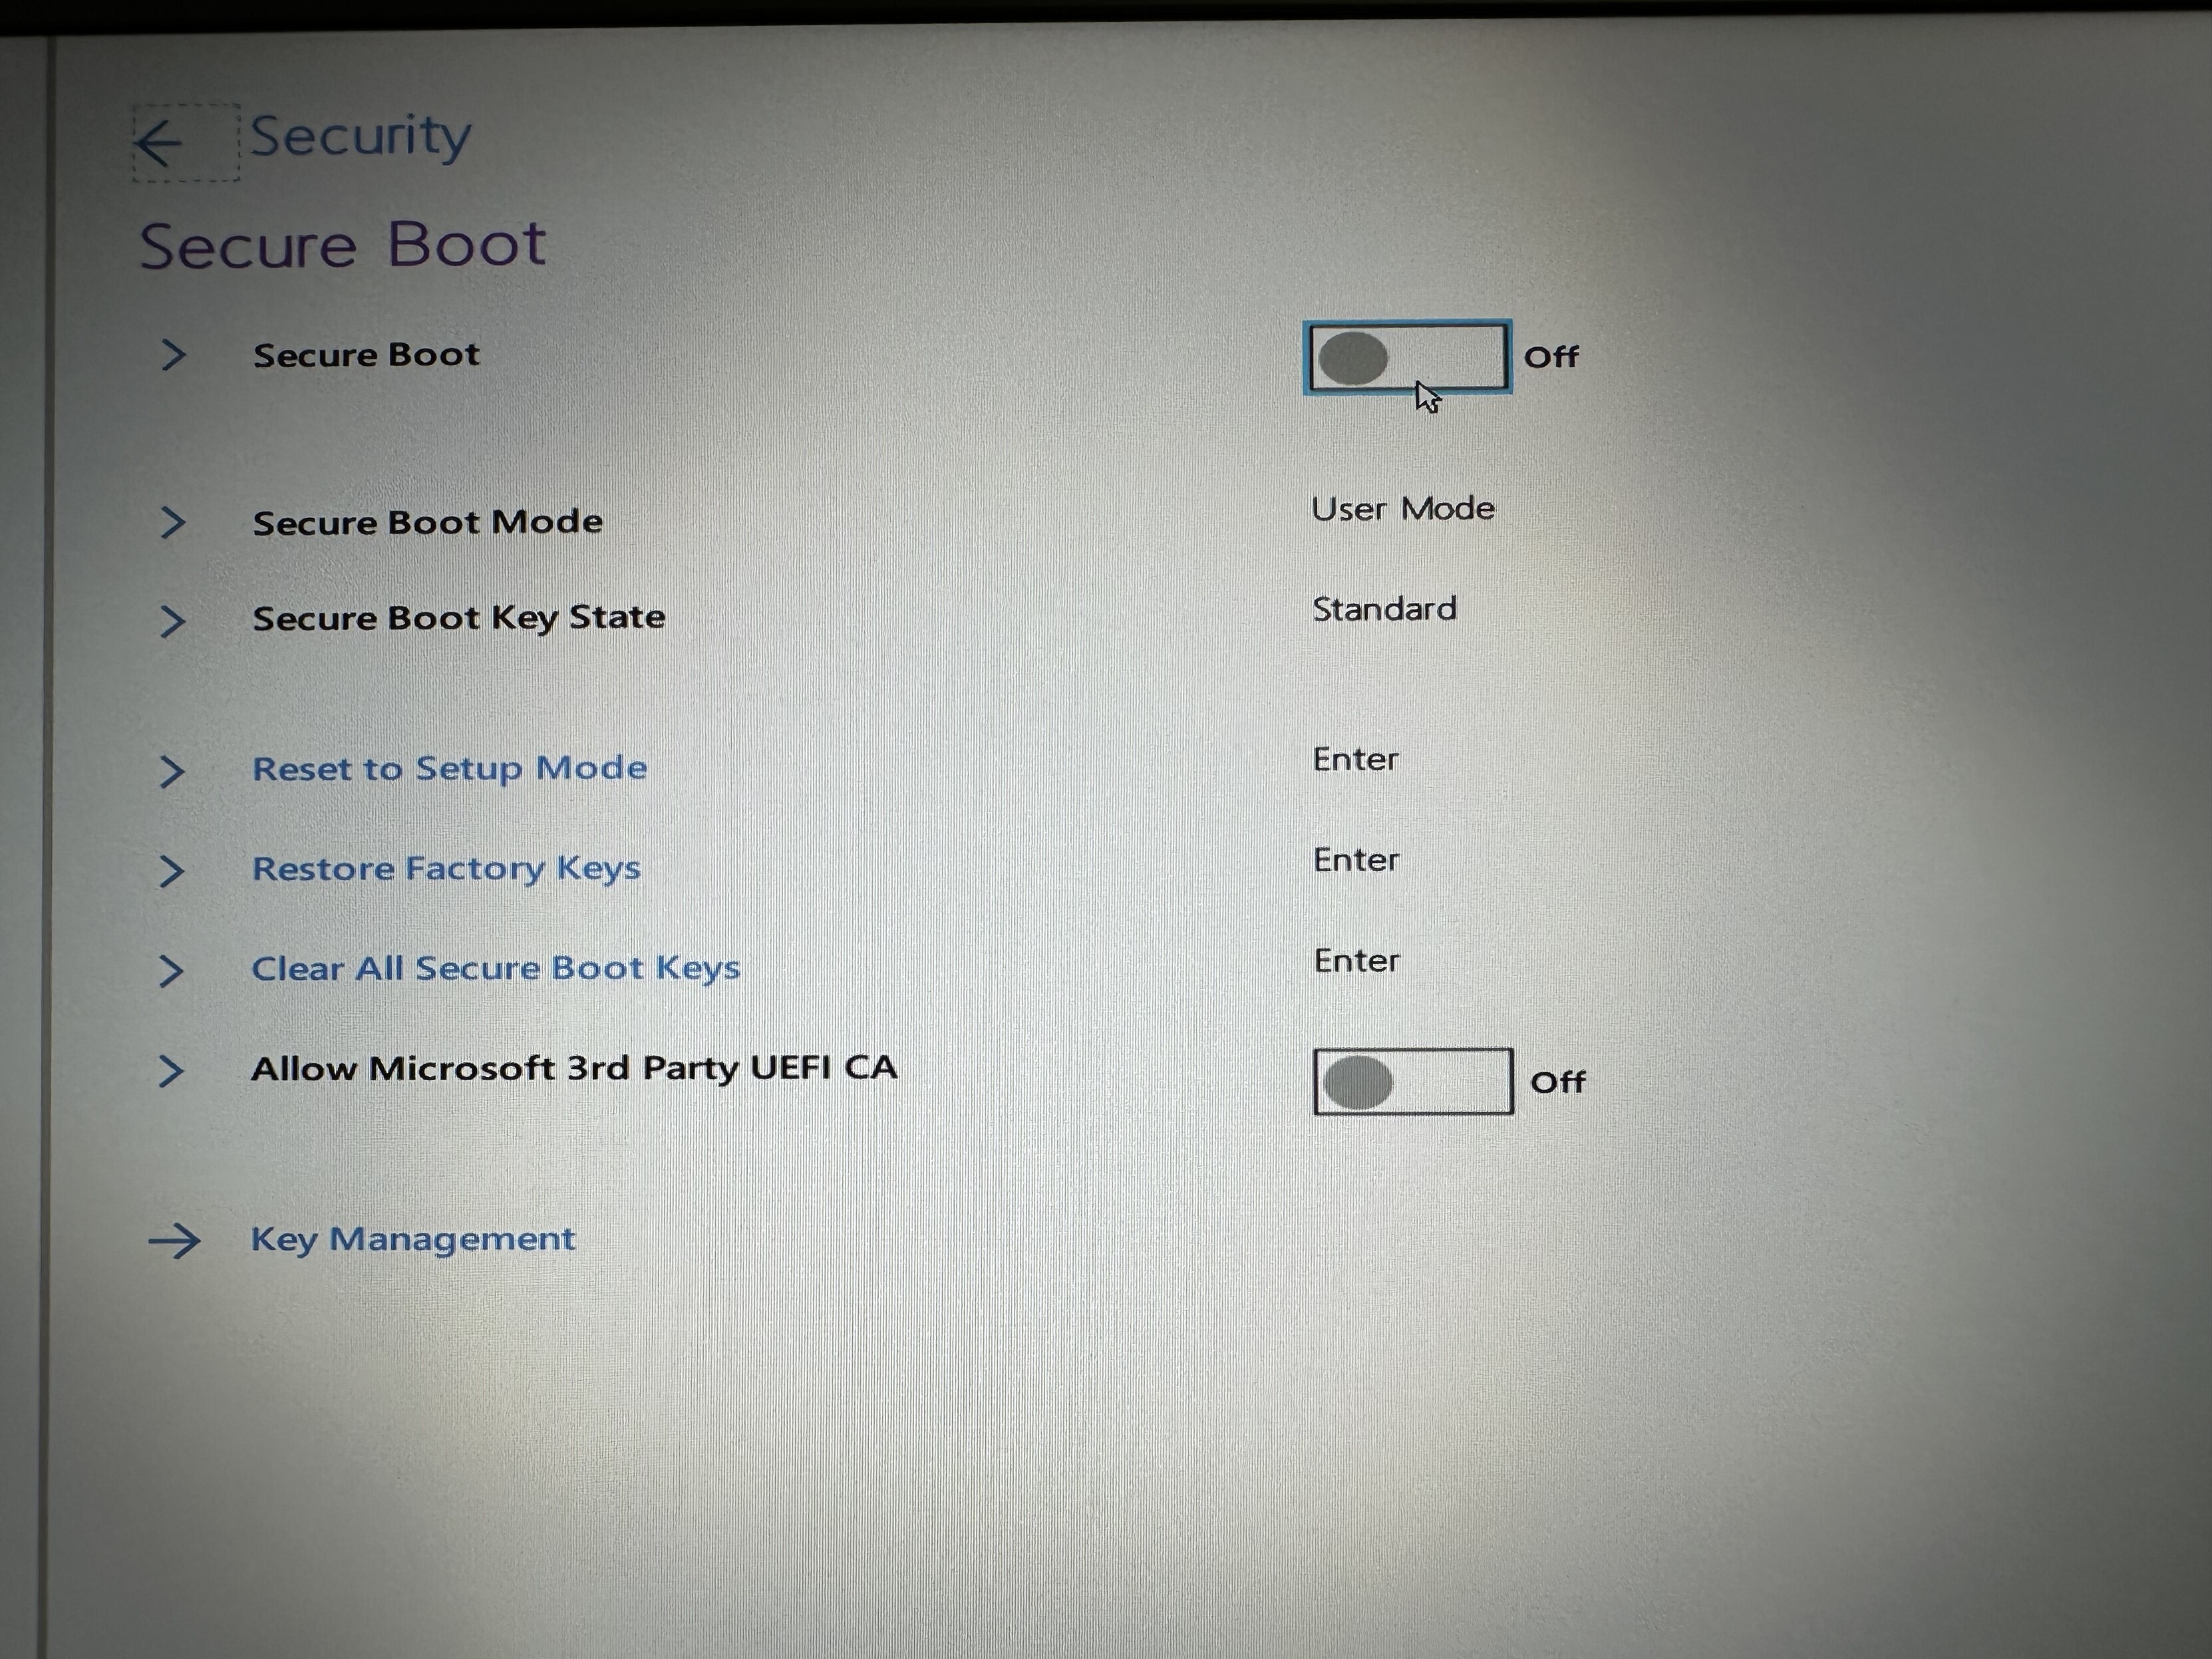 Security
Secure Boot
Secure Boot Off
Secure Boot Mode User Mode
Secure Boot Key State Standard
Reset to Setup Mode Enter
Restore Factory Keys Enter
Clear All Secure Boot Keys Enter
Allow Microsoft 3rd Party UEFI CA Off
Key Management